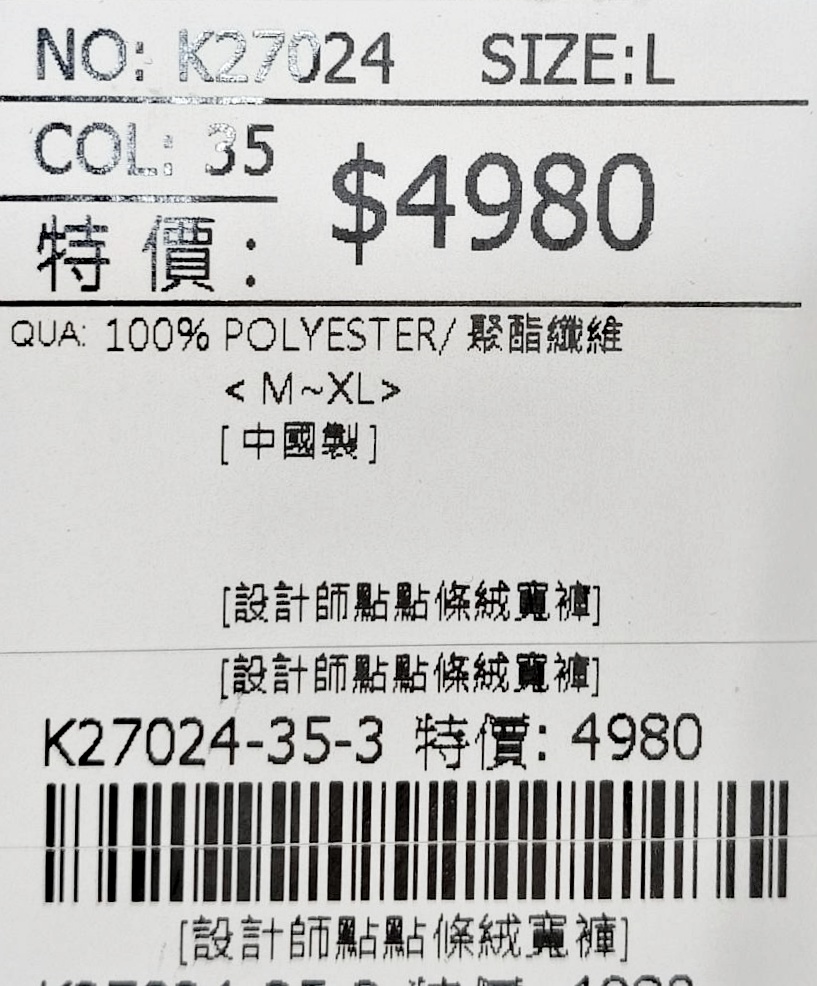 NO: K27024 SIZE:L
COL: 35
$4980
特 價:
QUA: 100% POLYESTER/ 聚酯纖維
< M~XL>
[ 中國製 ]
[設計師點點條絨寬褲]
[設計師點點條絨寬褲]
K27024-35-3 特價: 4980
[設計師點點條絨寬褲]